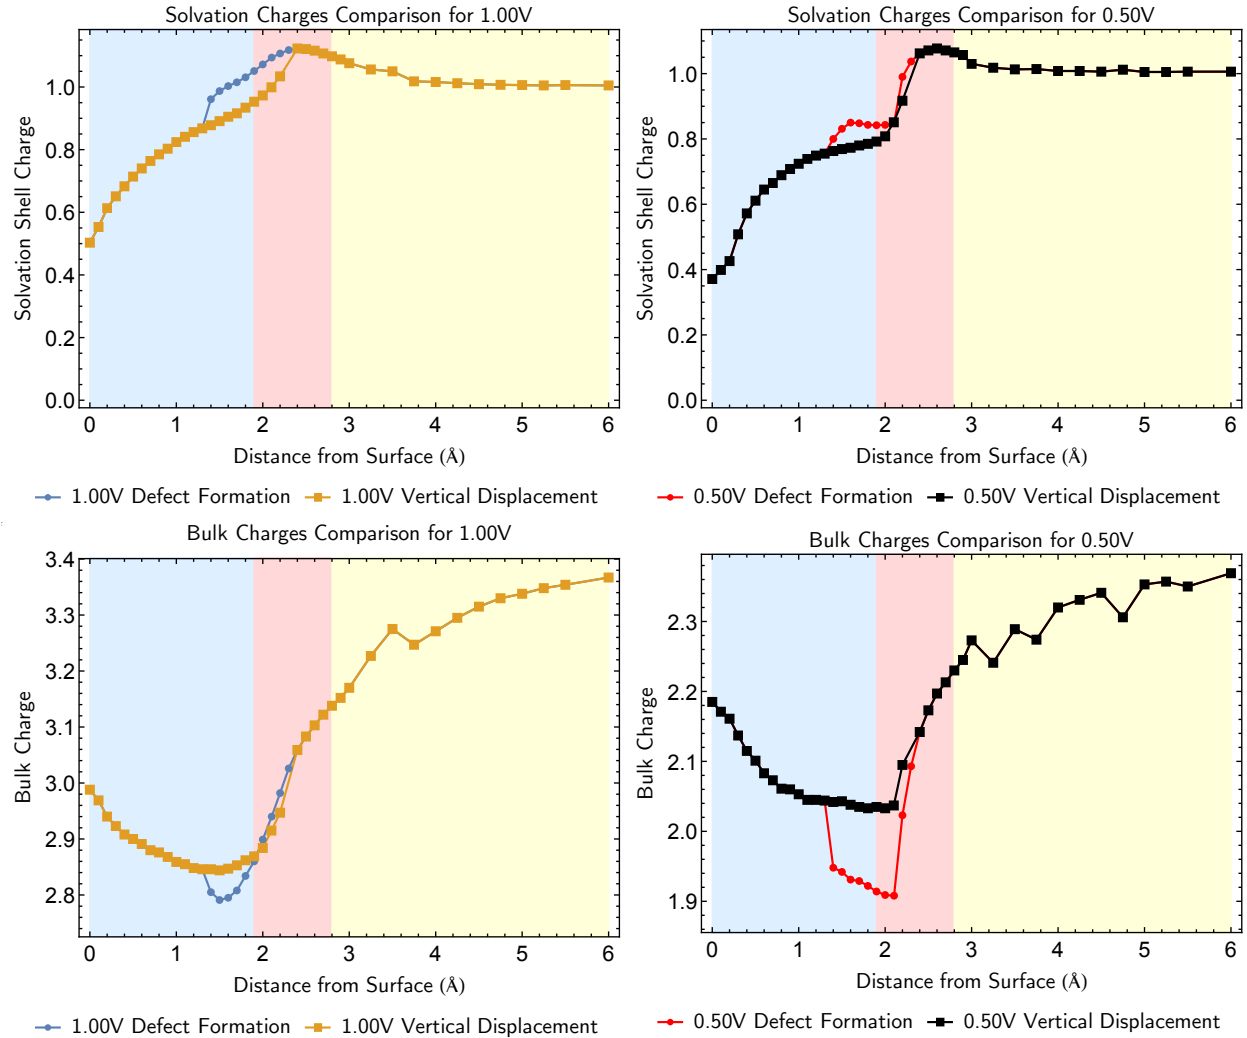 Solvation Charges Comparison for 1.00V
Solvation Shell Charge
1.0
0.8
0.6
0.4
0.2
0.0
0 1 2 3 4 5 6
Distance from Surface (Å)
1.00V Defect Formation 1.00V Vertical Displacement
Solvation Charges Comparison for 0.50V
Solvation Shell Charge
1.0
0.8
0.6
0.4
0.2
0.0
0 1 2 3 4 5 6
Distance from Surface (Å)
0.50V Defect Formation 0.50V Vertical Displacement
Bulk Charges Comparison for 1.00V
Bulk Charge
3.4
3.3
3.2
3.1
3.0
2.9
2.8
0 1 2 3 4 5 6
Distance from Surface (Å)
1.00V Defect Formation 1.00V Vertical Displacement
Bulk Charges Comparison for 0.50V
Bulk Charge
2.3
2.2
2.1
2.0
1.9
0 1 2 3 4 5 6
Distance from Surface (Å)
0.50V Defect Formation 0.50V Vertical Displacement